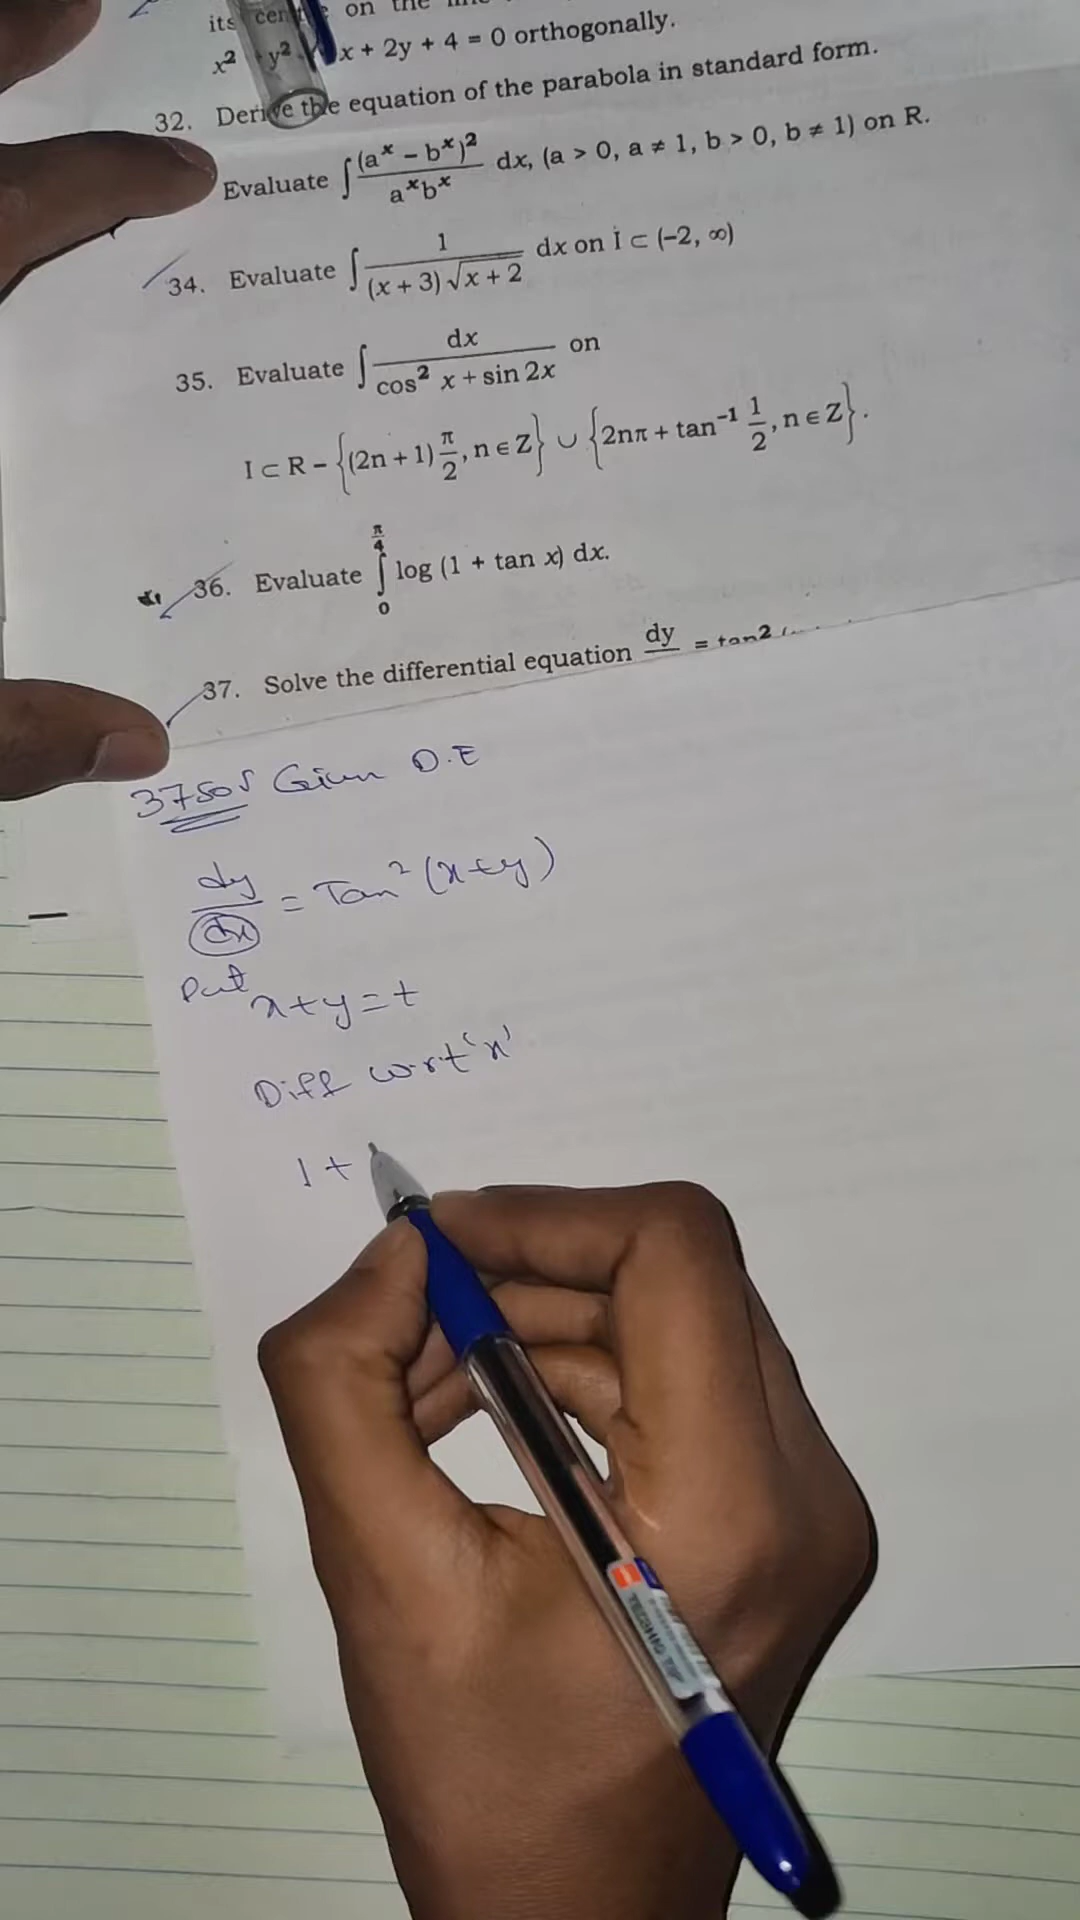 its centre on the
x² y² x + 2y + 4 = 0 orthogonally.
32. Derive the equation of the parabola in standard form.
Evaluate ∫ (aˣ – bˣ)² / aˣbˣ dx, (a > 0, a ≠ 1, b > 0, b ≠ 1) on R.
34. Evaluate ∫ 1 / (x + 3) √x + 2 dx on I ⊂ (–2, ∞)
35. Evaluate ∫ dx / cos² x + sin 2x on
I ⊂ R – {(2n + 1) π/2, n ∈ Z} ∪ {2nπ + tan⁻¹ 1/2, n ∈ Z}.
36. Evaluate ∫₀^(π/4) log (1 + tan x) dx.
37. Solve the differential equation dy = tan²
37 Sol Given D.E
dy/dx = Tan² (x+y)
Put
x+y=t
Diff w.r.t 'x'
1 +